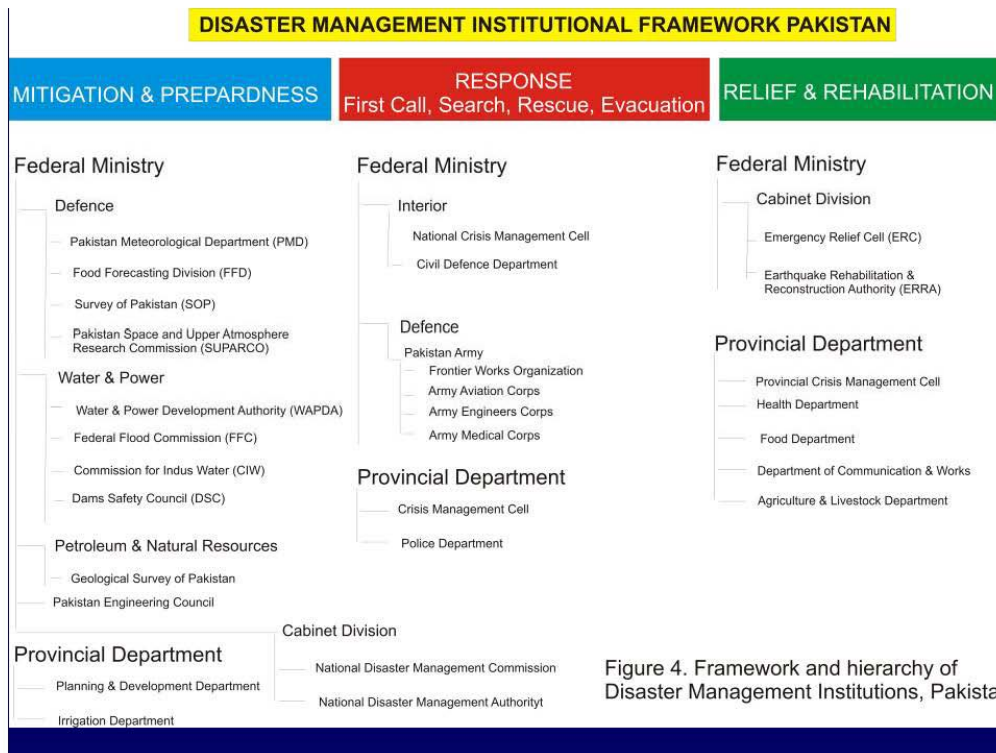 DISASTER MANAGEMENT INSTITUTIONAL FRAMEWORK PAKISTAN
MITIGATION & PREPARDNESS
Federal Ministry
Defence
Pakistan Meteorological Department (PMD)
Food Forecasting Division (FFD)
Survey of Pakistan (SOP)
Pakistan Space and Upper Atmosphere
Research Commission (SUPARCO)
Water & Power
Water & Power Development Authority (WAPDA)
Federal Flood Commission (FFC)
Commission for Indus Water (CIW)
Dams Safety Council (DSC)
Petroleum & Natural Resources
Geological Survey of Pakistan
Pakistan Engineering Council
Cabinet Division
National Disaster Management Commission
National Disaster Management Authorityt
Provincial Department
Planning & Development Department
Irrigation Department
RESPONSE
First Call, Search, Rescue, Evacuation
Federal Ministry
Interior
National Crisis Management Cell
Civil Defence Department
Defence
Pakistan Army
Frontier Works Organization
Army Aviation Corps
Army Engineers Corps
Army Medical Corps
Provincial Department
Crisis Management Cell
Police Department
RELIEF & REHABILITATION
Federal Ministry
Cabinet Division
Emergency Relief Cell (ERC)
Earthquake Rehabilitation &
Reconstruction Authority (ERRA)
Provincial Department
Provincial Crisis Management Cell
Health Department
Food Department
Department of Communication & Works
Agriculture & Livestock Department
Figure 4. Framework and hierarchy of
Disaster Management Institutions, Pakista